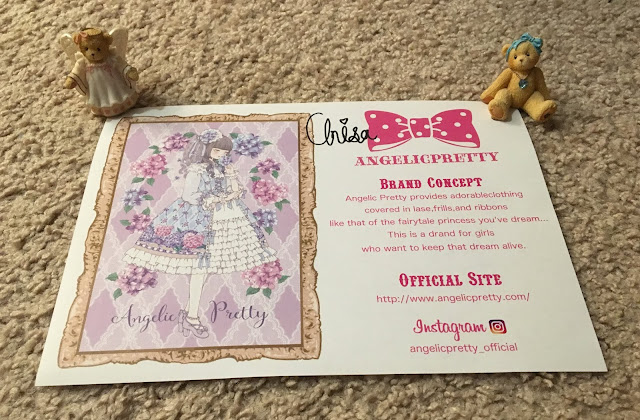 Arisa
ANGELICPRETTY
BRAND CONCEPT
Angelic Pretty provides adorableclothing
covered in lase,frills,and ribbons
like that of the fairytale princess you've dream...
This is a drand for girls
who want to keep that dream alive.
OFFICIAL SITE
http://www.angelicpretty.com/
Instagram
angelicpretty_official
Angelic Pretty